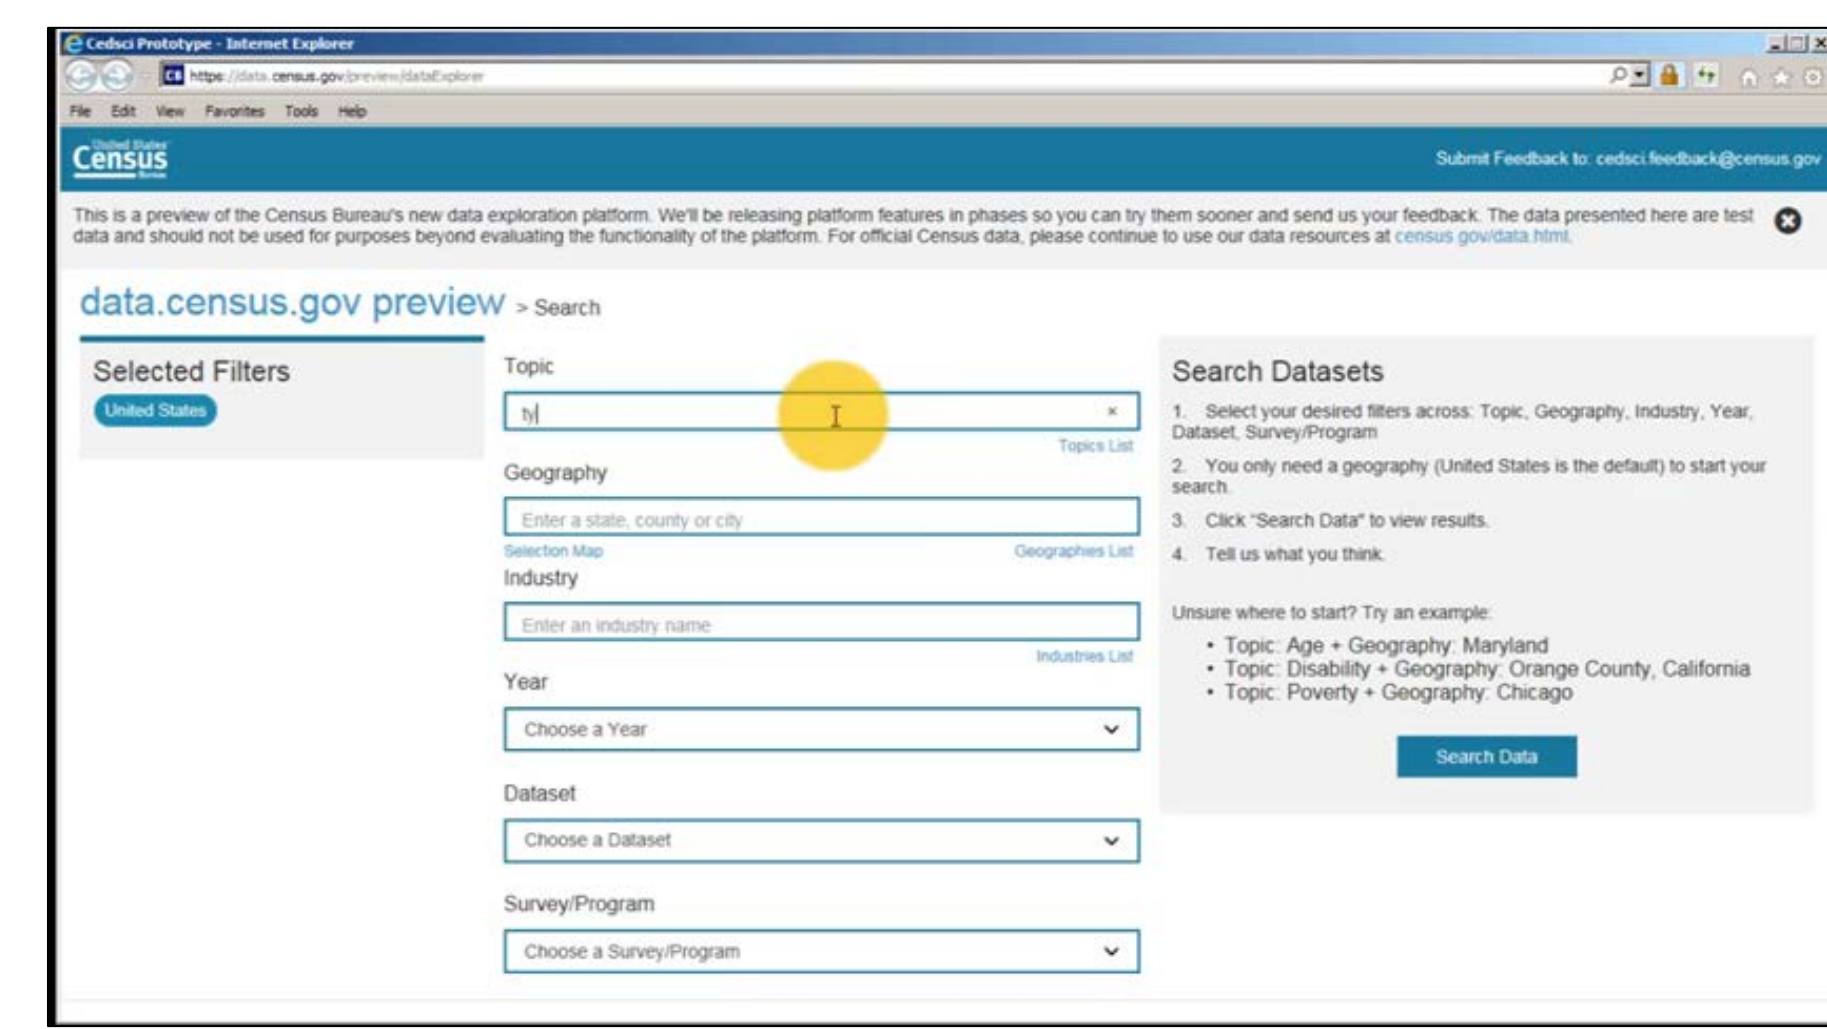 Cedsci Prototype - Internet Explorer
https://data.census.gov/preview/dataExplorer
File Edit View Favorites Tools Help
United States
Census
Bureau
Submit Feedback to: cedsci.feedback@census.gov
This is a preview of the Census Bureau's new data exploration platform. We'll be releasing platform features in phases so you can try them sooner and send us your feedback. The data presented here are test
data and should not be used for purposes beyond evaluating the functionality of the platform. For official Census data, please continue to use our data resources at census.gov/data.html.
data.census.gov preview > Search
Selected Filters
United States
Topic
ty
Topics List
Geography
Enter a state, county or city
Selection Map
Geographies List
Industry
Enter an industry name
Industries List
Year
Choose a Year
Dataset
Choose a Dataset
Survey/Program
Choose a Survey/Program
Search Datasets
1. Select your desired filters across: Topic, Geography, Industry, Year,
Dataset, Survey/Program
2. You only need a geography (United States is the default) to start your
search.
3. Click "Search Data" to view results.
4. Tell us what you think.
Unsure where to start? Try an example:
• Topic: Age + Geography: Maryland
• Topic: Disability + Geography: Orange County, California
• Topic: Poverty + Geography: Chicago
Search Data